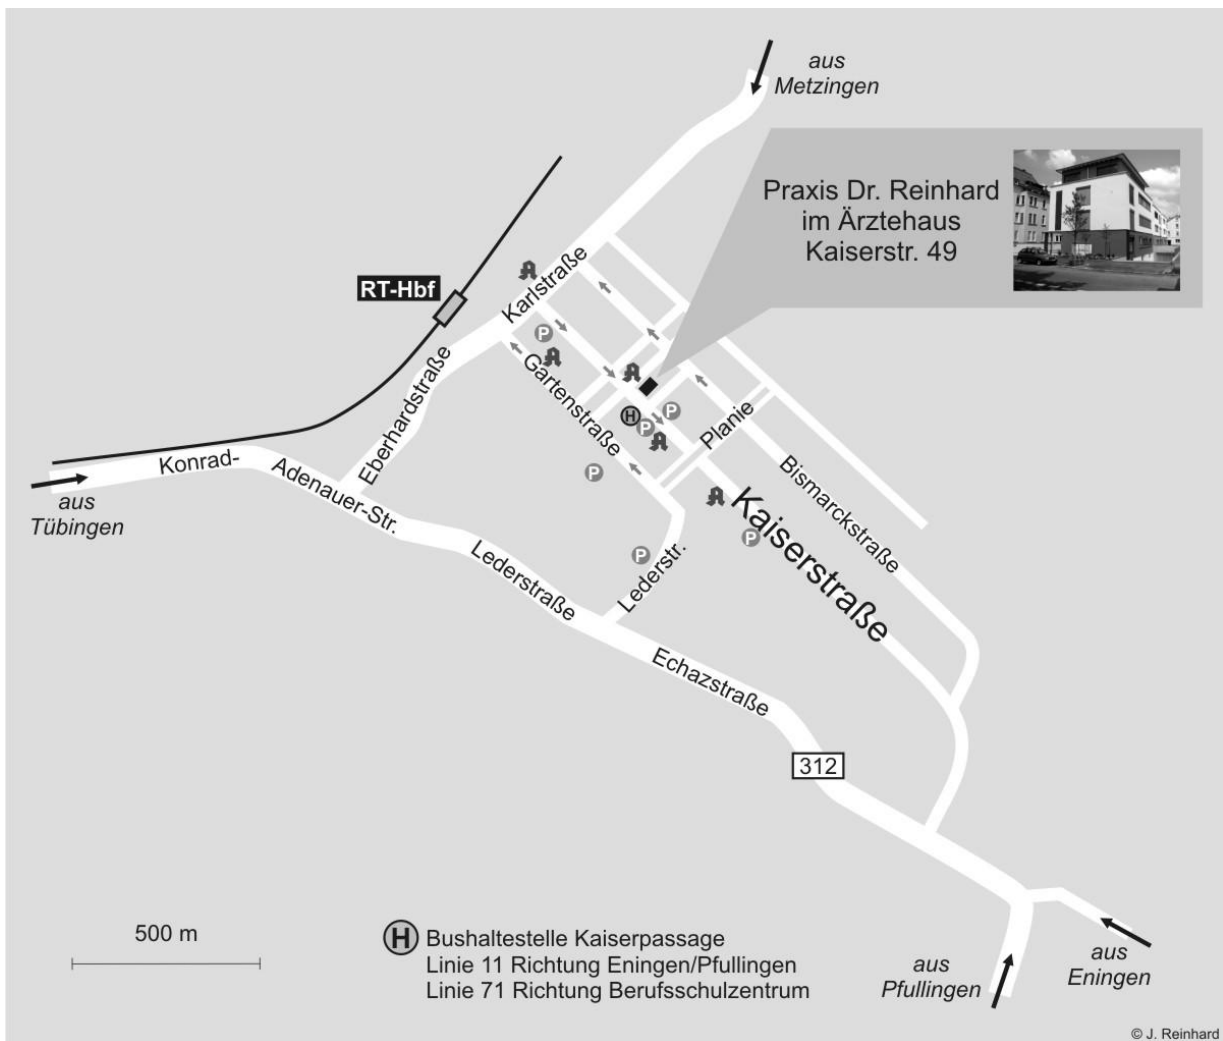 aus
Metzingen
Praxis Dr. Reinhard
im Ärztehaus
Kaiserstr. 49
RT-Hbf
Karlstraße
P
Eberhardstraße
Gartenstraße
H
P
P
P
Planie
Konrad-
Adenauer-Str.
aus
Tübingen
Bismarckstraße
Kaiserstraße
P
P
Lederstr.
Lederstraße
Echazstraße
312
500 m
H
Bushaltestelle Kaiserpassage
Linie 11 Richtung Eningen/Pfullingen
Linie 71 Richtung Berufsschulzentrum
aus
Pfullingen
aus
Eningen
© J. Reinhard